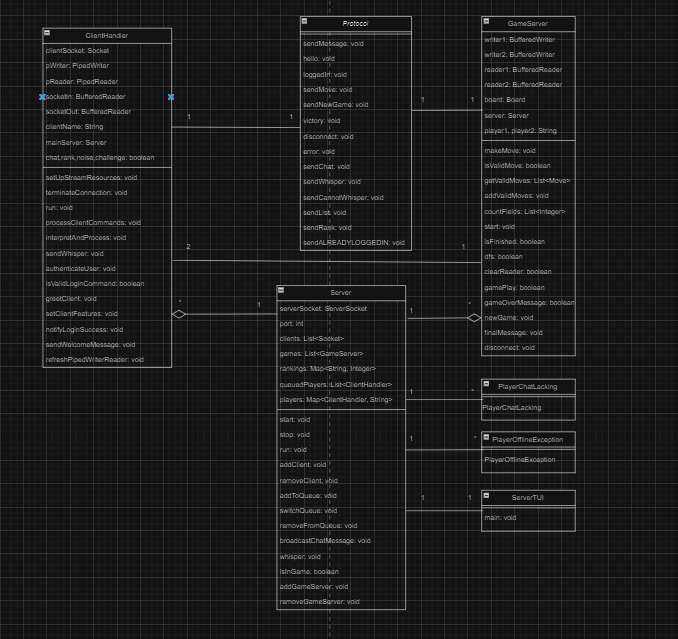 ClientHandler
clientSocket: Socket
pWriter: PipedWriter
pReader: PipedReader
socketIn: BufferedReader
socketOut: BufferedReader
clientName: String
mainServer: Server
chat,rank,noise,challenge: boolean
setUpStreamResources: void
terminateConnection: void
run: void
processClientCommands: void
interpretAndProcess: void
sendWhisper: void
authenticateUser: void
isValidLoginCommand: boolean
greetClient: void
setClientFeatures: void
notifyLoginSuccess: void
sendWelcomeMessage: void
refreshPipedWriterReader: void
1
1
2
1
*
1
Protocol
sendMessage: void
hello: void
loggedIn: void
sendMove: void
sendNewGame: void
victory: void
disconnect: void
error: void
sendChat: void
sendWhisper: void
sendCannotWhisper: void
sendList: void
sendRank: void
sendALREADYLOGGEDIN: void
1
1
GameServer
writer1: BufferedWriter
writer2: BufferedWriter
reader1: BufferedReader
reader2: BufferedReader
board: Board
server: Server
player1, player2: String
makeMove: void
isValidMove: boolean
getValidMoves: List<Move>
addValidMoves: void
countFields: List<Integer>
start: void
isFinished: boolean
dfs: boolean
clearReader: boolean
gamePlay: boolean
gameOverMessage: boolean
newGame: void
finalMessage: void
disconnect: void
Server
serverSocket: ServerSocket
port: int
clients: List<Socket>
games: List<GameServer>
rankings: Map<String, Integer>
queuedPlayers: List<ClientHandler>
players: Map<ClientHandler, String>
start: void
stop: void
run: void
addClient: void
removeClient: void
addToQueue: void
switchQueue: void
removeFromQueue: void
broadcastChatMessage: void
whisper: void
isInGame: boolean
addGameServer: void
removeGameServer: void
1
*
1
*
1
*
1
1
PlayerChatLacking
PlayerChatLacking
PlayerOfflineException
PlayerOfflineException
ServerTUI
main: void